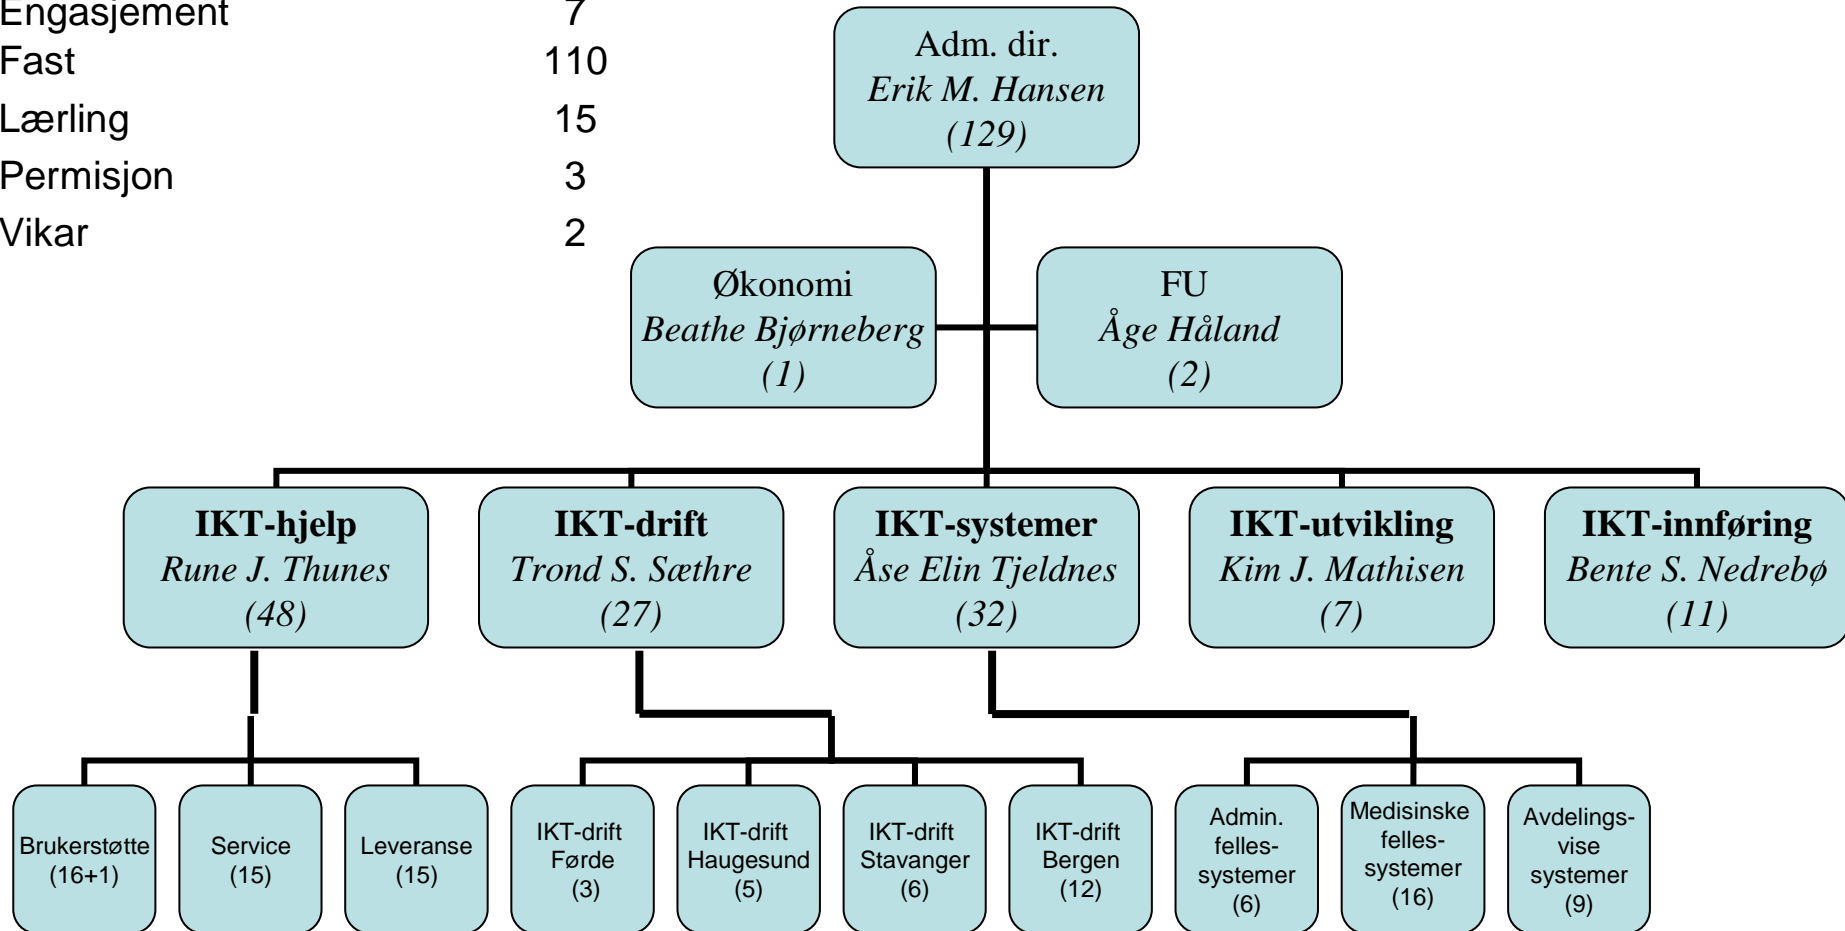 Engasjement 7
Fast 110
Lærling 15
Permisjon 3
Vikar 2
Adm. dir.
Erik M. Hansen
(129)
Økonomi
Beathe Bjørneberg
(1)
FU
Åge Håland
(2)
IKT-hjelp
Rune J. Thunes
(48)
IKT-drift
Trond S. Sæthre
(27)
IKT-systemer
Åse Elin Tjeldnes
(32)
IKT-utvikling
Kim J. Mathisen
(7)
IKT-innføring
Bente S. Nedrebø
(11)
Brukerstøtte
(16+1)
Service
(15)
Leveranse
(15)
IKT-drift
Førde
(3)
IKT-drift
Haugesund
(5)
IKT-drift
Stavanger
(6)
IKT-drift
Bergen
(12)
Admin.
felles-
systemer
(6)
Medisinske
felles-
systemer
(16)
Avdelings-
vise
systemer
(9)